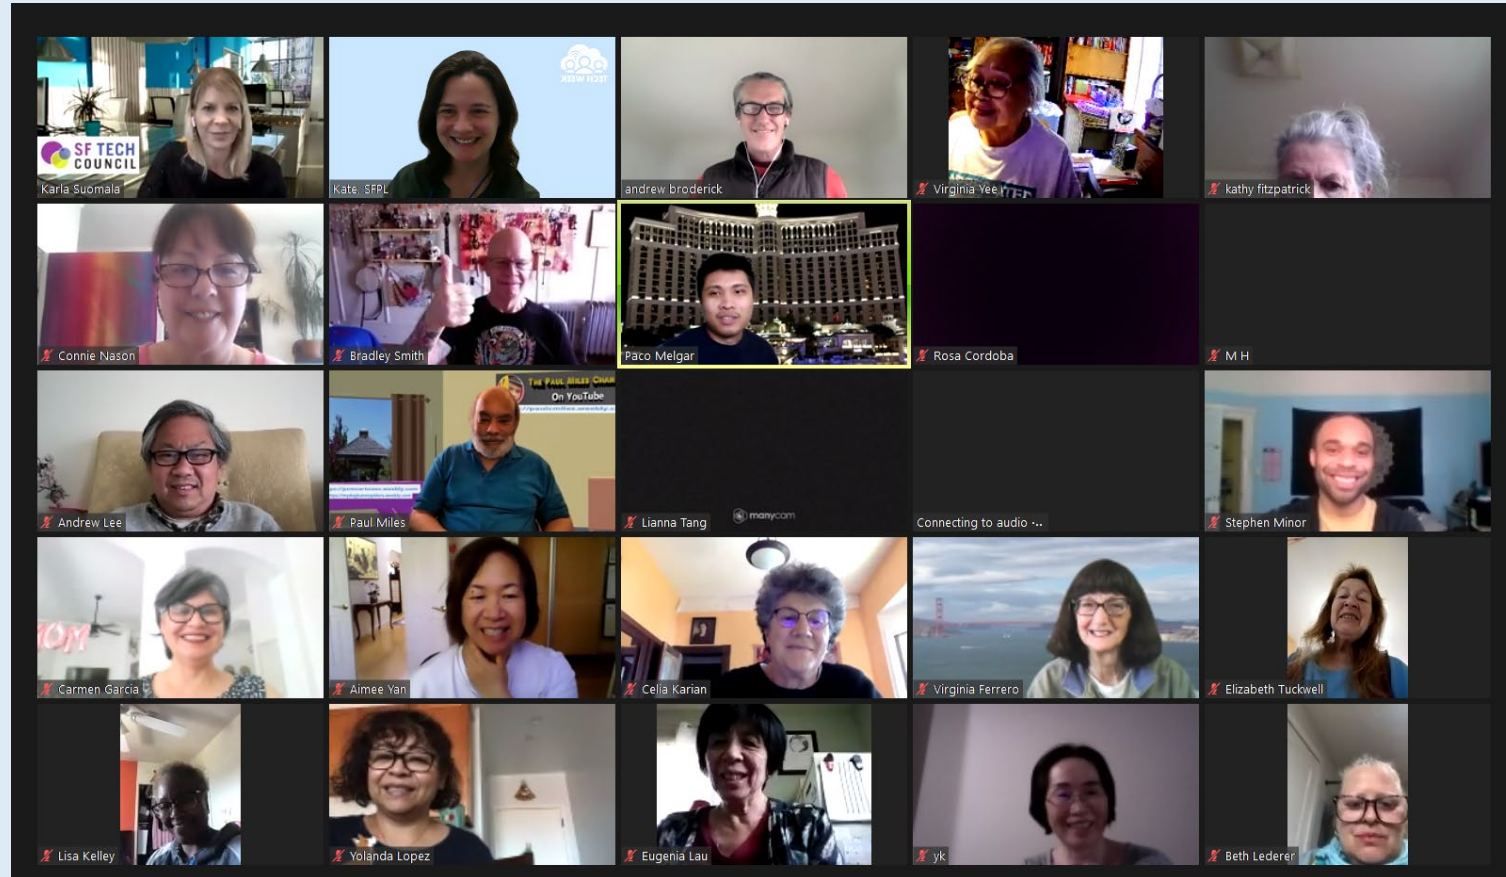 SF TECH
COUNCIL
Karla Suomala
TECH WEEK
Kate, SFPL
andrew broderick
Virginia Yee
kathy fitzpatrick
Connie Nason
Bradley Smith
Paco Melgar
Rosa Cordoba
M H
Andrew Lee
THE PAUL MILES CHAN
On YouTube
Paul Miles
Lianna Tang
manycam
Connecting to audio ...
Stephen Minor
MOM
Carmen Garcia
Aimee Yan
Celia Karian
Virginia Ferrero
Elizabeth Tuckwell
Lisa Kelley
Yolanda Lopez
Eugenia Lau
yk
Beth Lederer